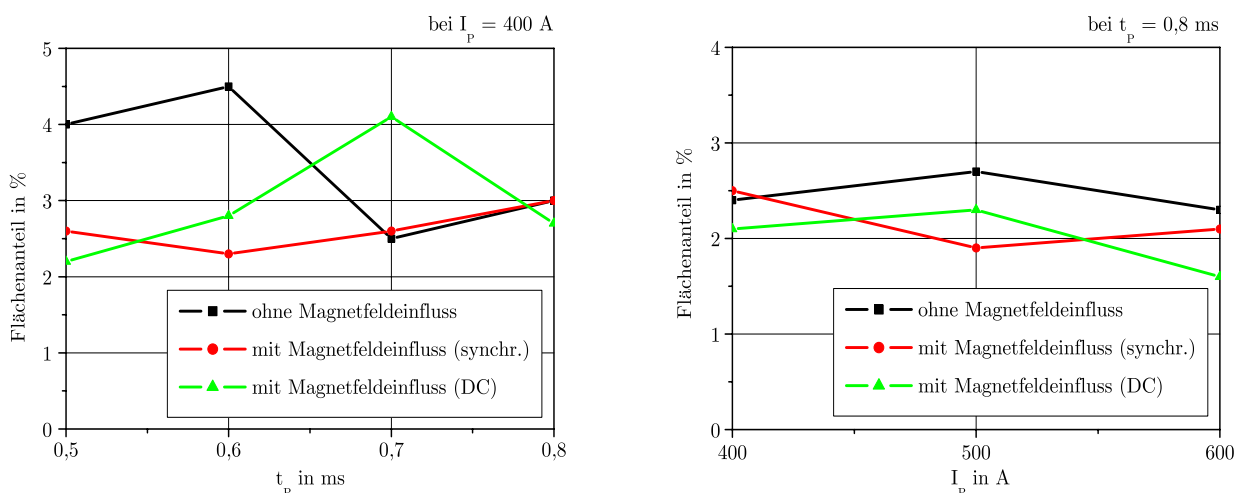 bei I_P = 400 A
5
4
3
2
1
0
Flächenanteil in %
ohne Magnetfeldeinfluss
mit Magnetfeldeinfluss (synchr.)
mit Magnetfeldeinfluss (DC)
0,5 0,6 0,7 0,8
t_P in ms
bei t_P = 0,8 ms
4
3
2
1
0
Flächenanteil in %
ohne Magnetfeldeinfluss
mit Magnetfeldeinfluss (synchr.)
mit Magnetfeldeinfluss (DC)
400 500 600
I_P in A